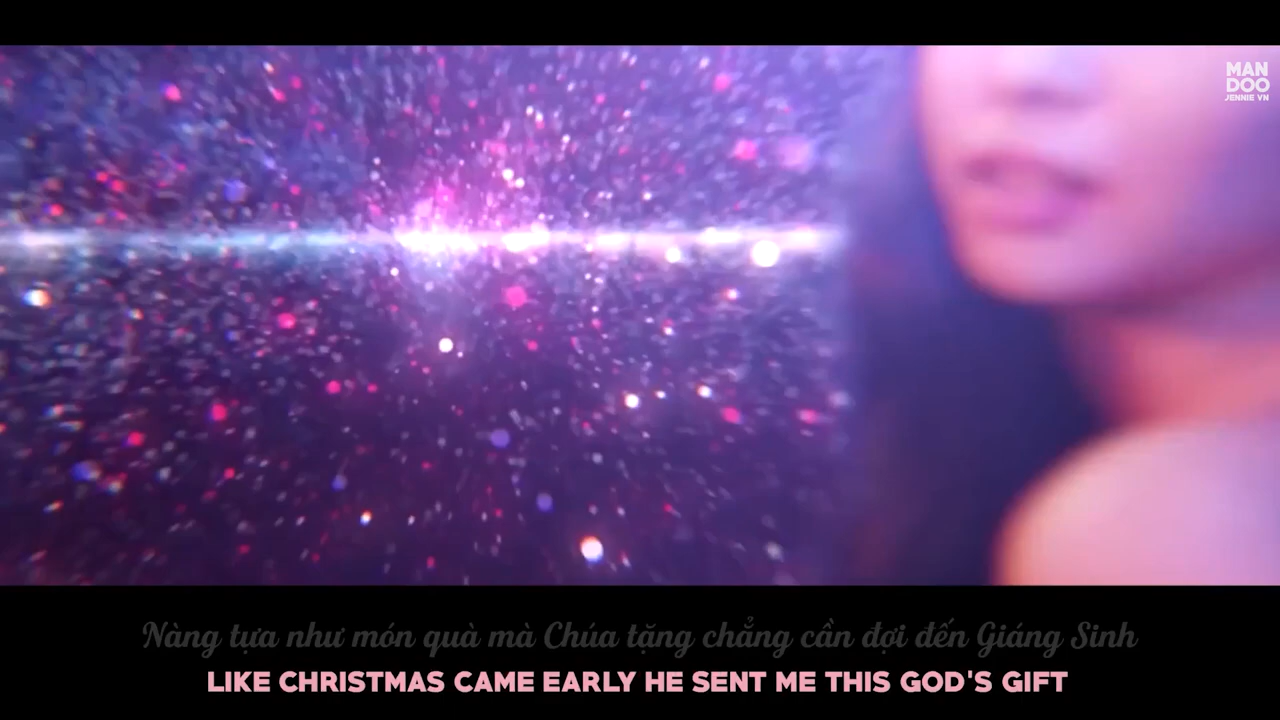 MAN
DOO
JENNIE VN
Nàng tựa như món quà mà Chúa tặng chẳng cần đợi đến Giáng Sinh
LIKE CHRISTMAS CAME EARLY HE SENT ME THIS GOD'S GIFT